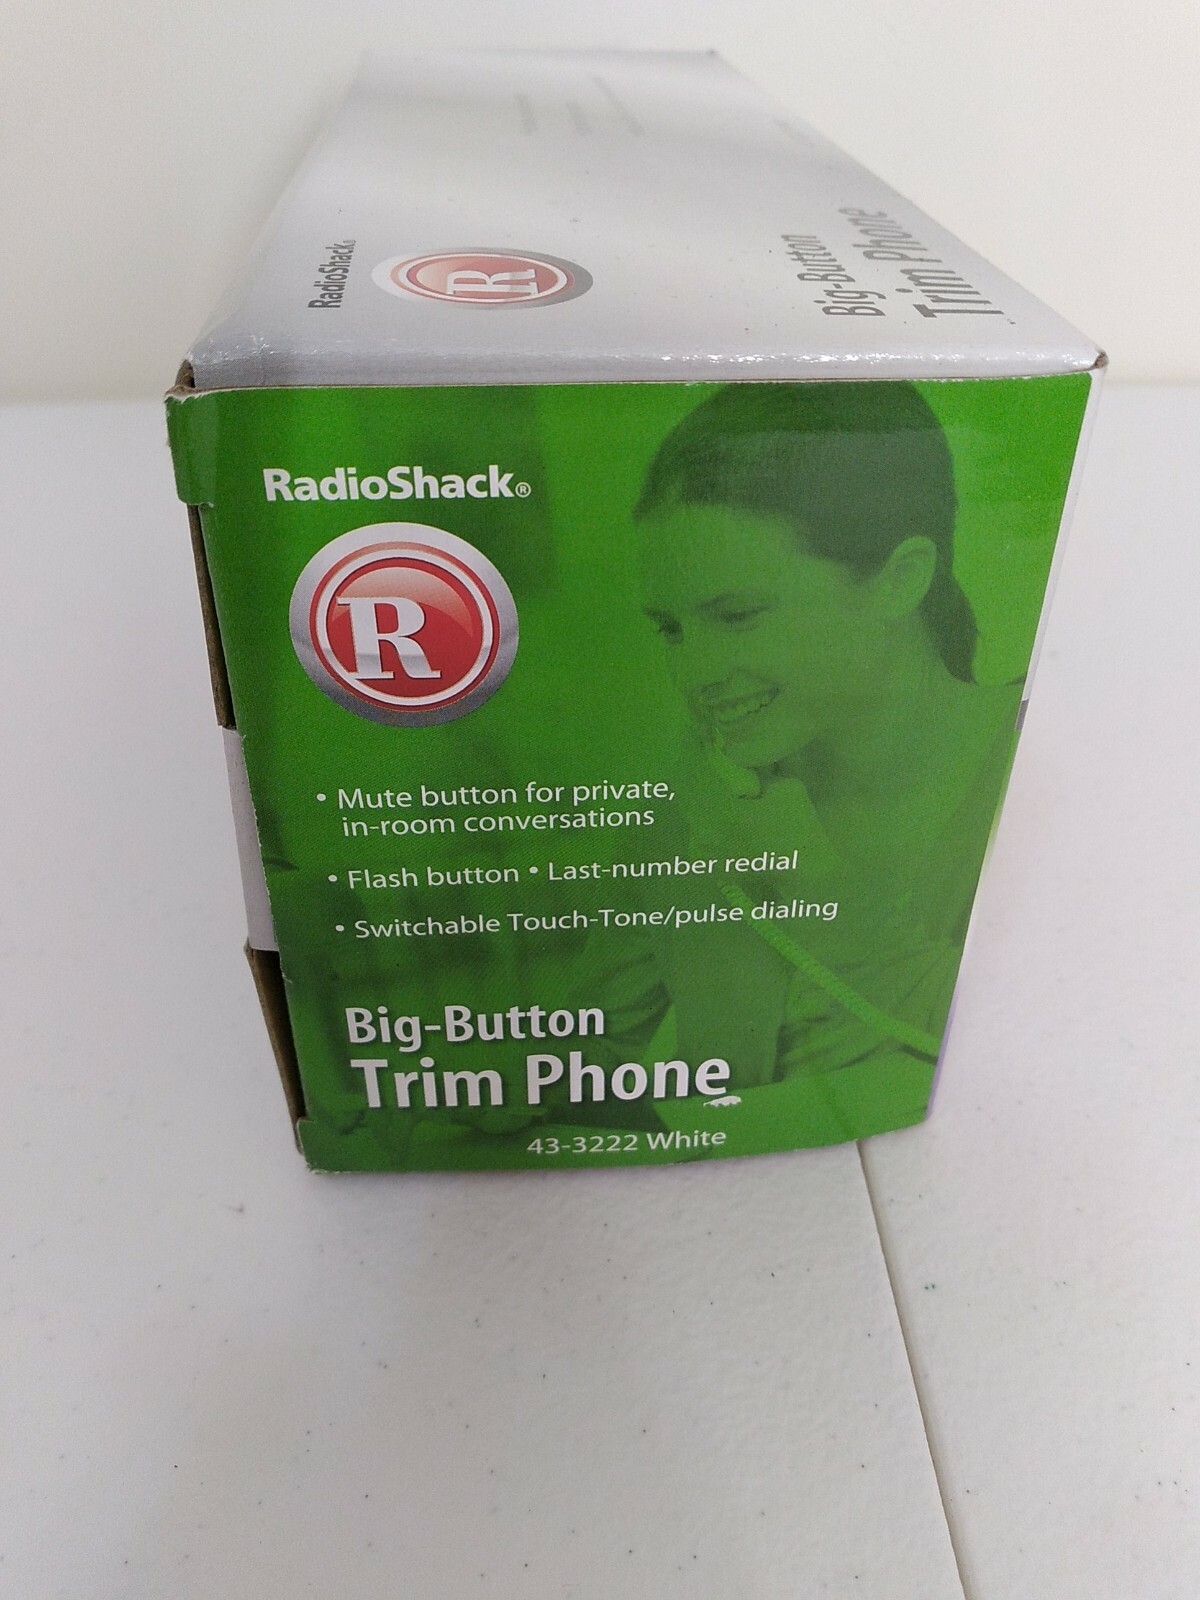 RadioShack®
R
Big-Button
Trim Phone
RadioShack®
R
• Mute button for private,
in-room conversations
• Flash button • Last-number redial
• Switchable Touch-Tone/pulse dialing
Big-Button
Trim Phone
43-3222 White